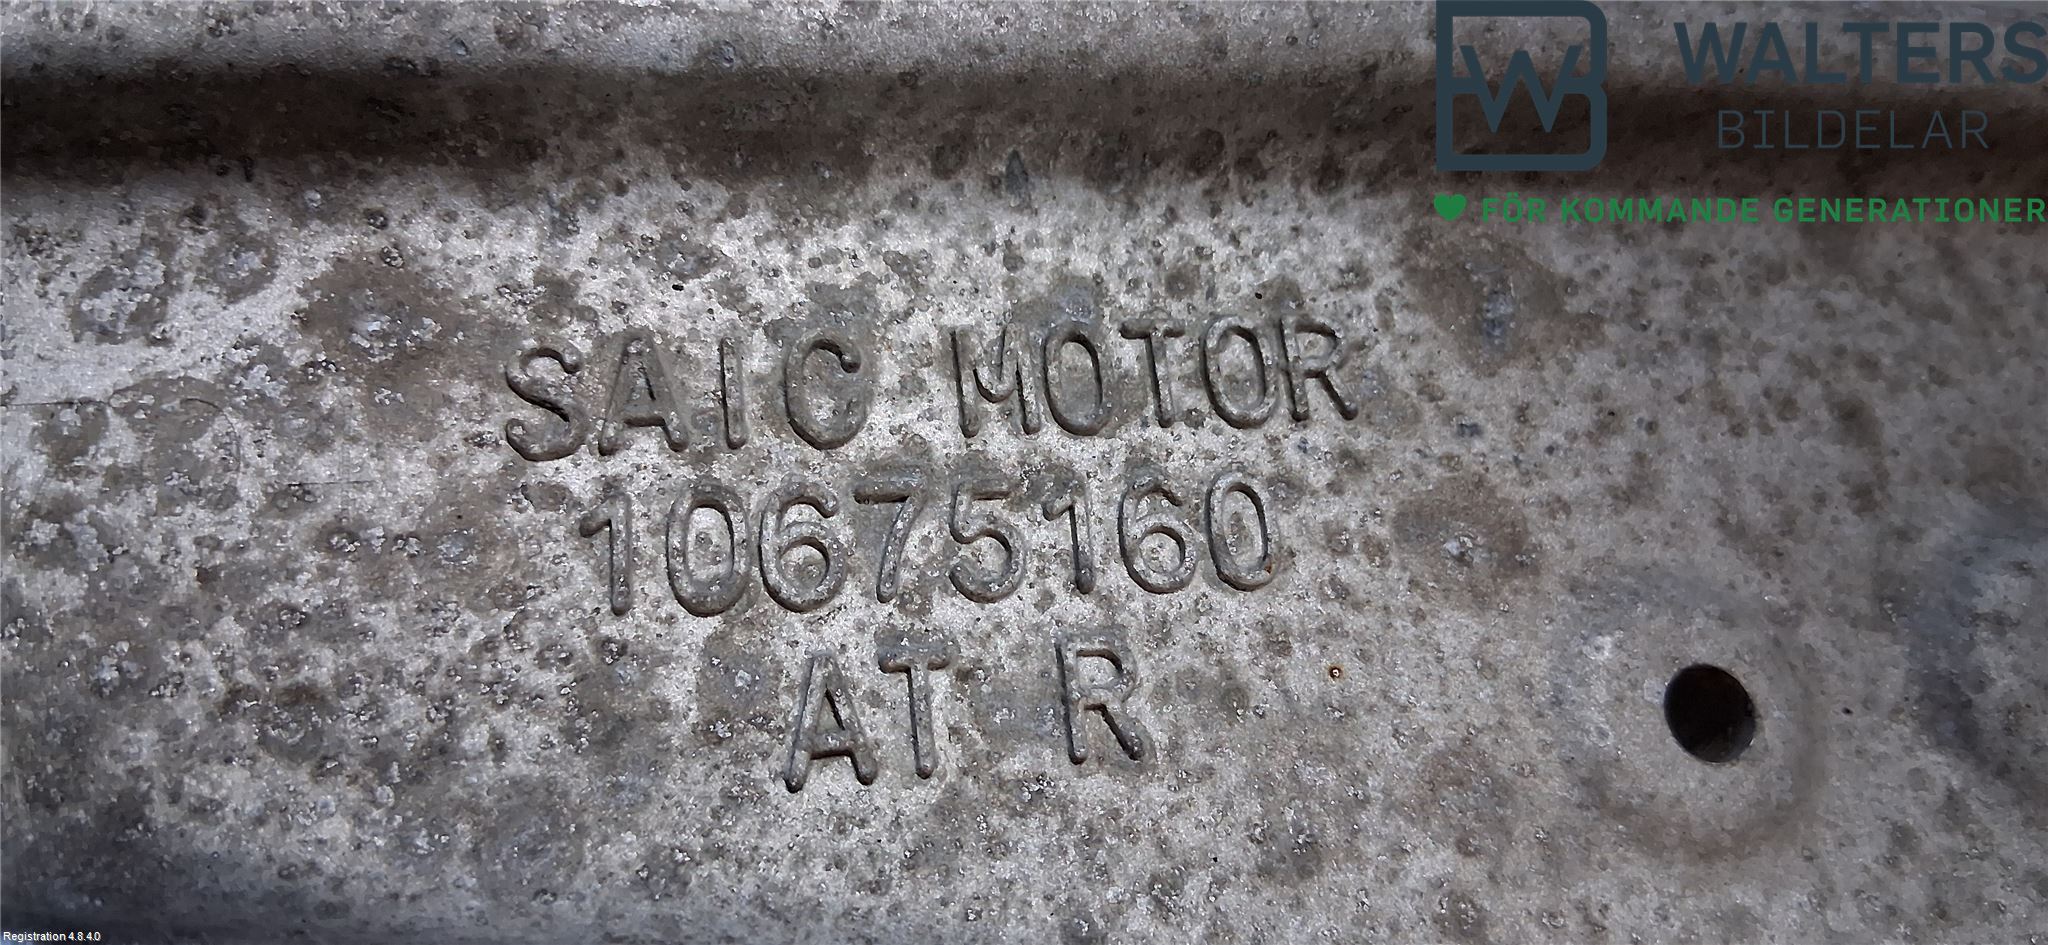 WALTERS
BILDELAR
FÖR KOMMANDE GENERATIONER
SAIC MOTOR
10675160
AT R
Registration 4.8.4.0